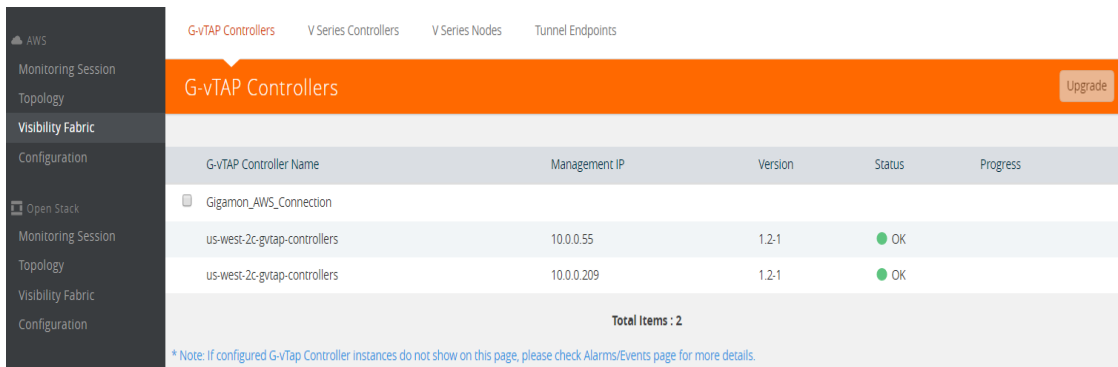 AWS
Monitoring Session
Topology
Visibility Fabric
Configuration
Open Stack
Monitoring Session
Topology
Visibility Fabric
Configuration
G-vTAP Controllers V Series Controllers V Series Nodes Tunnel Endpoints
G-vTAP Controllers Upgrade
G-vTAP Controller Name Management IP Version Status Progress
Gigamon_AWS_Connection
us-west-2c-gvtap-controllers 10.0.0.55 1.2-1 OK
us-west-2c-gvtap-controllers 10.0.0.209 1.2-1 OK
Total Items : 2
* Note: If configured G-vTap Controller instances do not show on this page, please check Alarms/Events page for more details.